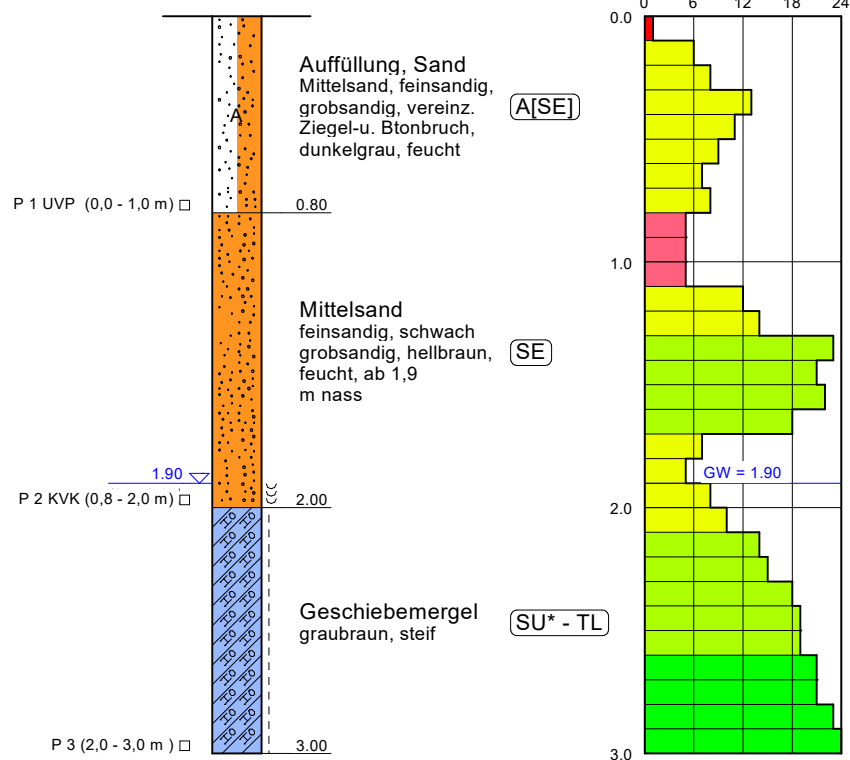 0 6 12 18 24
0.0
Auffüllung, Sand
Mittelsand, feinsandig,
grobsandig, vereinz.
Ziegel-u. Btonbruch,
dunkelgrau, feucht
A[SE]
A
P 1 UVP (0,0 - 1,0 m)
0.80
1.0
Mittelsand
feinsandig, schwach
grobsandig, hellbraun,
feucht, ab 1,9
m nass
SE
1.90
GW = 1.90
P 2 KVK (0,8 - 2,0 m)
2.00
2.0
Geschiebemergel
graubraun, steif
SU* - TL
P 3 (2,0 - 3,0 m )
3.00
3.0